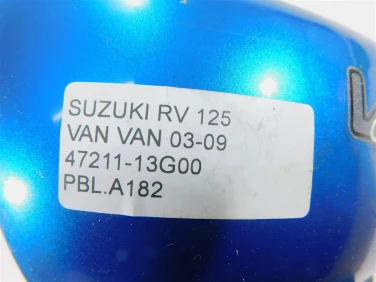 SUZUKI RV 125
VAN VAN 03-09
47211-13G00
PBL.A182